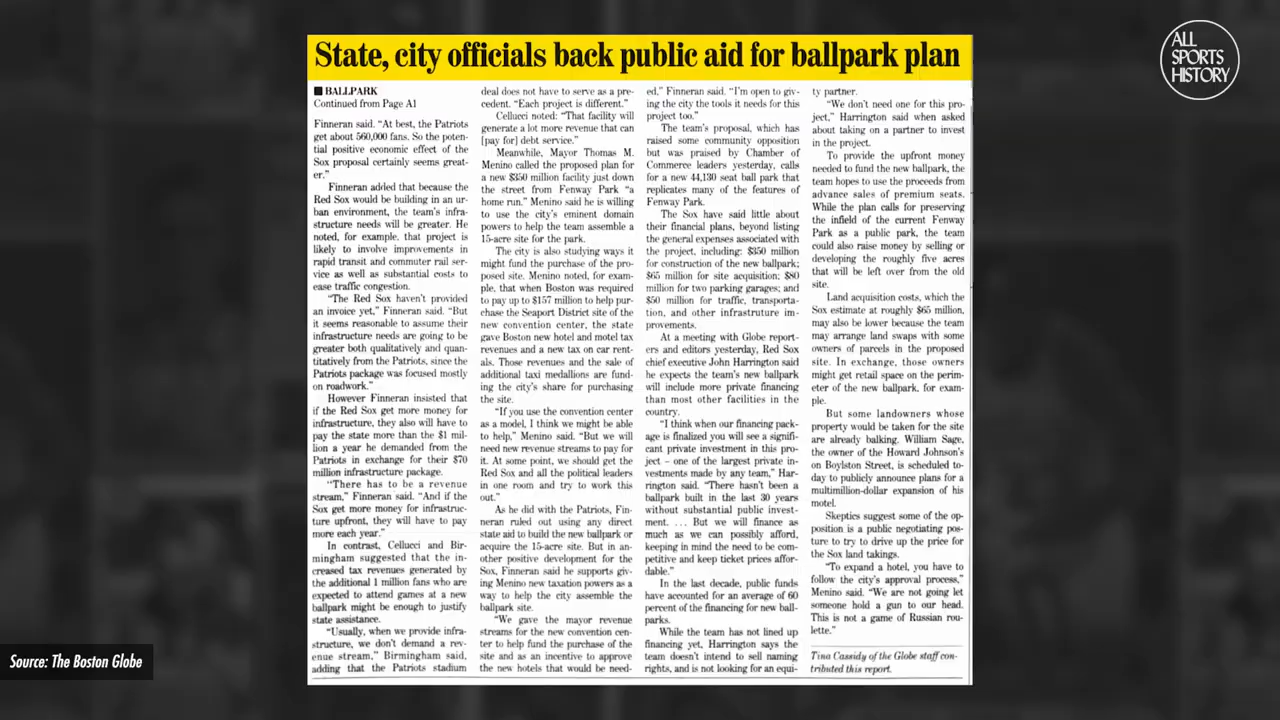 State, city officials back public aid for ballpark plan
ALL
SPORTS
HISTORY
■ BALLPARK
Continued from Page A1
Finneran said. "At best, the Patriots
get about 560,000 fans. So the poten-
tial positive economic effect of the
Sox proposal certainly seems great-
er."
Finneran added that because the
Red Sox would be building in an ur-
ban environment, the team's infra-
structure needs will be greater. He
noted, for example, that project is
likely to involve improvements in
rapid transit and commuter rail ser-
vice as well as substantial costs to
ease traffic congestion.
"The Red Sox haven't provided
an invoice yet," Finneran said. "But
it seems reasonable to assume their
infrastructure needs are going to be
greater both qualitatively and quan-
titatively from the Patriots, since the
Patriots package was focused mostly
on roadwork."
However Finneran insisted that
if the Red Sox get more money for
infrastructure, they also will have to
pay the state more than the $1 mil-
lion a year he demanded from the
Patriots in exchange for their $70
million infrastructure package.
"There has to be a revenue
stream," Finneran said. "And if the
Sox get more money for infrastruc-
ture upfront, they will have to pay
more each year."
In contrast, Cellucci and Bir-
mingham suggested that the in-
creased tax revenues generated by
the additional 1 million fans who are
expected to attend games at a new
ballpark might be enough to justify
state assistance.
"Usually, when we provide infra-
structure, we don't demand a rev-
enue stream," Birmingham said,
adding that the Patriots stadium
deal does not have to serve as a pre-
cedent. "Each project is different."
Cellucci noted: "That facility will
generate a lot more revenue that can
[pay for] debt service."
Meanwhile, Mayor Thomas M.
Menino called the proposed plan for
a new $350 million facility just down
the street from Fenway Park "a
home run." Menino said he is willing
to use the city's eminent domain
powers to help the team assemble a
15-acre site for the park.
The city is also studying ways it
might fund the purchase of the pro-
posed site. Menino noted, for exam-
ple, that when Boston was required
to pay up to $157 million to help pur-
chase the Seaport District site of the
new convention center, the state
gave Boston new hotel and motel tax
revenues and a new tax on car rent-
als. Those revenues and the sale of
additional taxi medallions are fund-
ing the city's share for purchasing
the site.
"If you use the convention center
as a model, I think we might be able
to help," Menino said. "But we will
need new revenue streams to pay for
it. At some point, we should get the
Red Sox and all the political leaders
in one room and try to work this
out."
As he did with the Patriots, Fin-
neran ruled out using any direct
state aid to build the new ballpark or
acquire the 15-acre site. But in an-
other positive development for the
Sox, Finneran said he supports giv-
ing Menino new taxation powers as a
way to help the city assemble the
ballpark site.
"We gave the mayor revenue
streams for the new convention cen-
ter to help fund the purchase of the
site and as an incentive to approve
the new hotels that would be need-
ed," Finneran said. "I'm open to giv-
ing the city the tools it needs for this
project too."
The team's proposal, which has
raised some community opposition
but was praised by Chamber of
Commerce leaders yesterday, calls
for a new 44,130 seat ball park that
replicates many of the features of
Fenway Park.
The Sox have said little about
their financial plans, beyond listing
the general expenses associated with
the project, including: $350 million
for construction of the new ballpark;
$65 million for site acquisition; $80
million for two parking garages; and
$50 million for traffic, transporta-
tion, and other infrastruture im-
provements.
At a meeting with Globe report-
ers and editors yesterday, Red Sox
chief executive John Harrington said
he expects the team's new ballpark
will include more private financing
than most other facilities in the
country.
"I think when our financing pack-
age is finalized you will see a signifi-
cant private investment in this pro-
ject – one of the largest private in-
vestments made by any team," Har-
rington said. "There hasn't been a
ballpark built in the last 30 years
without substantial public invest-
ment. . . . But we will finance as
much as we can possibly afford,
keeping in mind the need to be com-
petitive and keep ticket prices affor-
dable."
In the last decade, public funds
have accounted for an average of 60
percent of the financing for new ball-
parks.
While the team has not lined up
financing yet, Harrington says the
team doesn't intend to sell naming
rights, and is not looking for an equi-
ty partner.
"We don't need one for this pro-
ject," Harrington said when asked
about taking on a partner to invest
in the project.
To provide the upfront money
needed to fund the new ballpark, the
team hopes to use the proceeds from
advance sales of premium seats.
While the plan calls for preserving
the infield of the current Fenway
Park as a public park, the team
could also raise money by selling or
developing the roughly five acres
that will be left over from the old
site.
Land acquisition costs, which the
Sox estimate at roughly $65 million,
may also be lower because the team
may arrange land swaps with some
owners of parcels in the proposed
site. In exchange, those owners
might get retail space on the perim-
eter of the new ballpark, for exam-
ple.
But some landowners whose
property would be taken for the site
are already balking. William Sage,
the owner of the Howard Johnson's
on Boylston Street, is scheduled to-
day to publicly announce plans for a
multimillion-dollar expansion of his
motel.
Skeptics suggest some of the op-
position is a public negotiating pos-
ture to try to drive up the price for
the Sox land takings.
"To expand a hotel, you have to
follow the city's approval process,"
Menino said. "We are not going let
someone hold a gun to our head.
This is not a game of Russian rou-
lette."
Tina Cassidy of the Globe staff con-
tributed this report.
Source: The Boston Globe